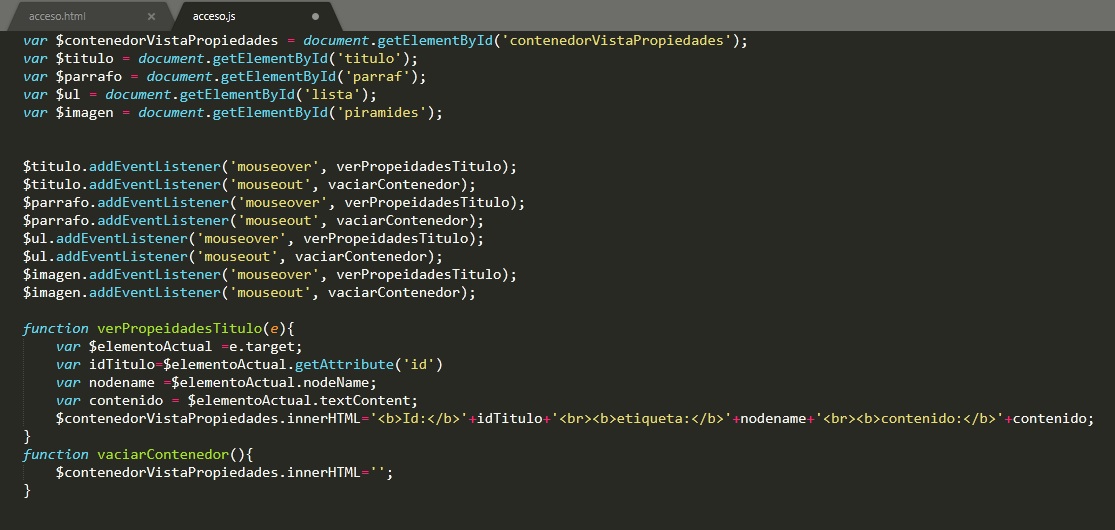 acceso.html ×
acceso.js
var $contenedorVistaPropiedades = document.getElementById('contenedorVistaPropiedades');
var $titulo = document.getElementById('titulo');
var $parrafo = document.getElementById('parraf');
var $ul = document.getElementById('lista');
var $imagen = document.getElementById('piramides');
$titulo.addEventListener('mouseover', verPropeidadesTitulo);
$titulo.addEventListener('mouseout', vaciarContenedor);
$parrafo.addEventListener('mouseover', verPropeidadesTitulo);
$parrafo.addEventListener('mouseout', vaciarContenedor);
$ul.addEventListener('mouseover', verPropeidadesTitulo);
$ul.addEventListener('mouseout', vaciarContenedor);
$imagen.addEventListener('mouseover', verPropeidadesTitulo);
$imagen.addEventListener('mouseout', vaciarContenedor);
function verPropeidadesTitulo(e){
    var $elementoActual =e.target;
    var idTitulo=$elementoActual.getAttribute('id')
    var nodename =$elementoActual.nodeName;
    var contenido = $elementoActual.textContent;
    $contenedorVistaPropiedades.innerHTML='<b>Id:</b>'+idTitulo+'<br><b>etiqueta:</b>'+nodename+'<br><b>contenido:</b>'+contenido;
}
function vaciarContenedor(){
    $contenedorVistaPropiedades.innerHTML='';
}